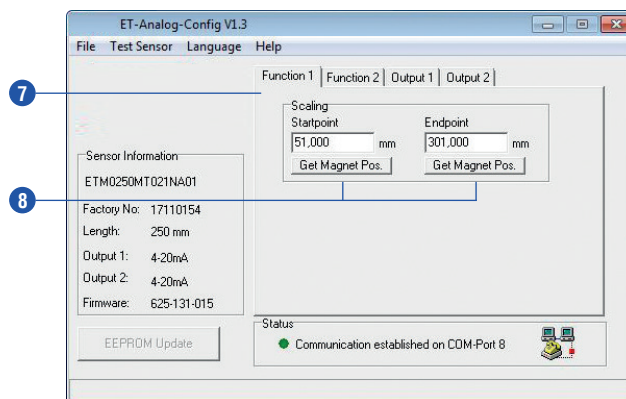 ET-Analog-Config V1.3
File Test Sensor Language Help
Function 1 Function 2 Output 1 Output 2
7
Scaling
Startpoint Endpoint
51,000 mm 301,000 mm
Get Magnet Pos. Get Magnet Pos.
8
Sensor Information
ETM0250MT021NA01
Factory No: 17110154
Length: 250 mm
Output 1: 4-20mA
Output 2: 4-20mA
Firmware: 625-131-015
EEPROM Update
Status
Communication established on COM-Port 8